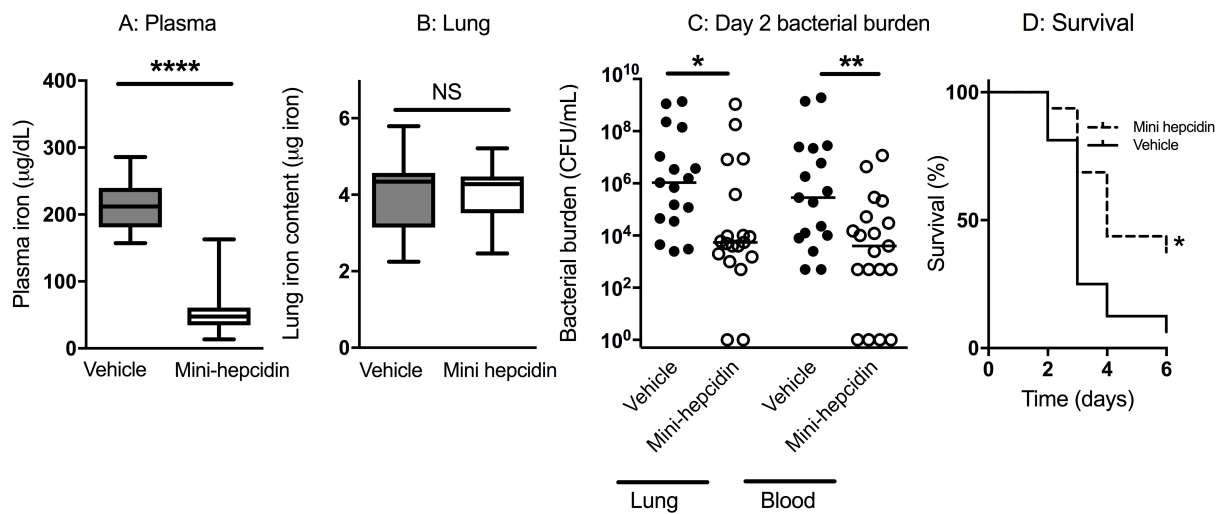 A: Plasma
****
Plasma iron (μg/dL)
400
300
200
100
0
Vehicle
Mini-hepcidin
B: Lung
NS
Lung iron content (μg iron)
6
4
2
0
Vehicle
Mini hepcidin
C: Day 2 bacterial burden
*
**
Bacterial burden (CFU/mL)
10^10
10^8
10^6
10^4
10^2
10^0
Vehicle
Mini-hepcidin
Vehicle
Mini-hepcidin
Lung
Blood
D: Survival
Survival (%)
100
50
0
Mini hepcidin
Vehicle
*
0
2
4
6
Time (days)